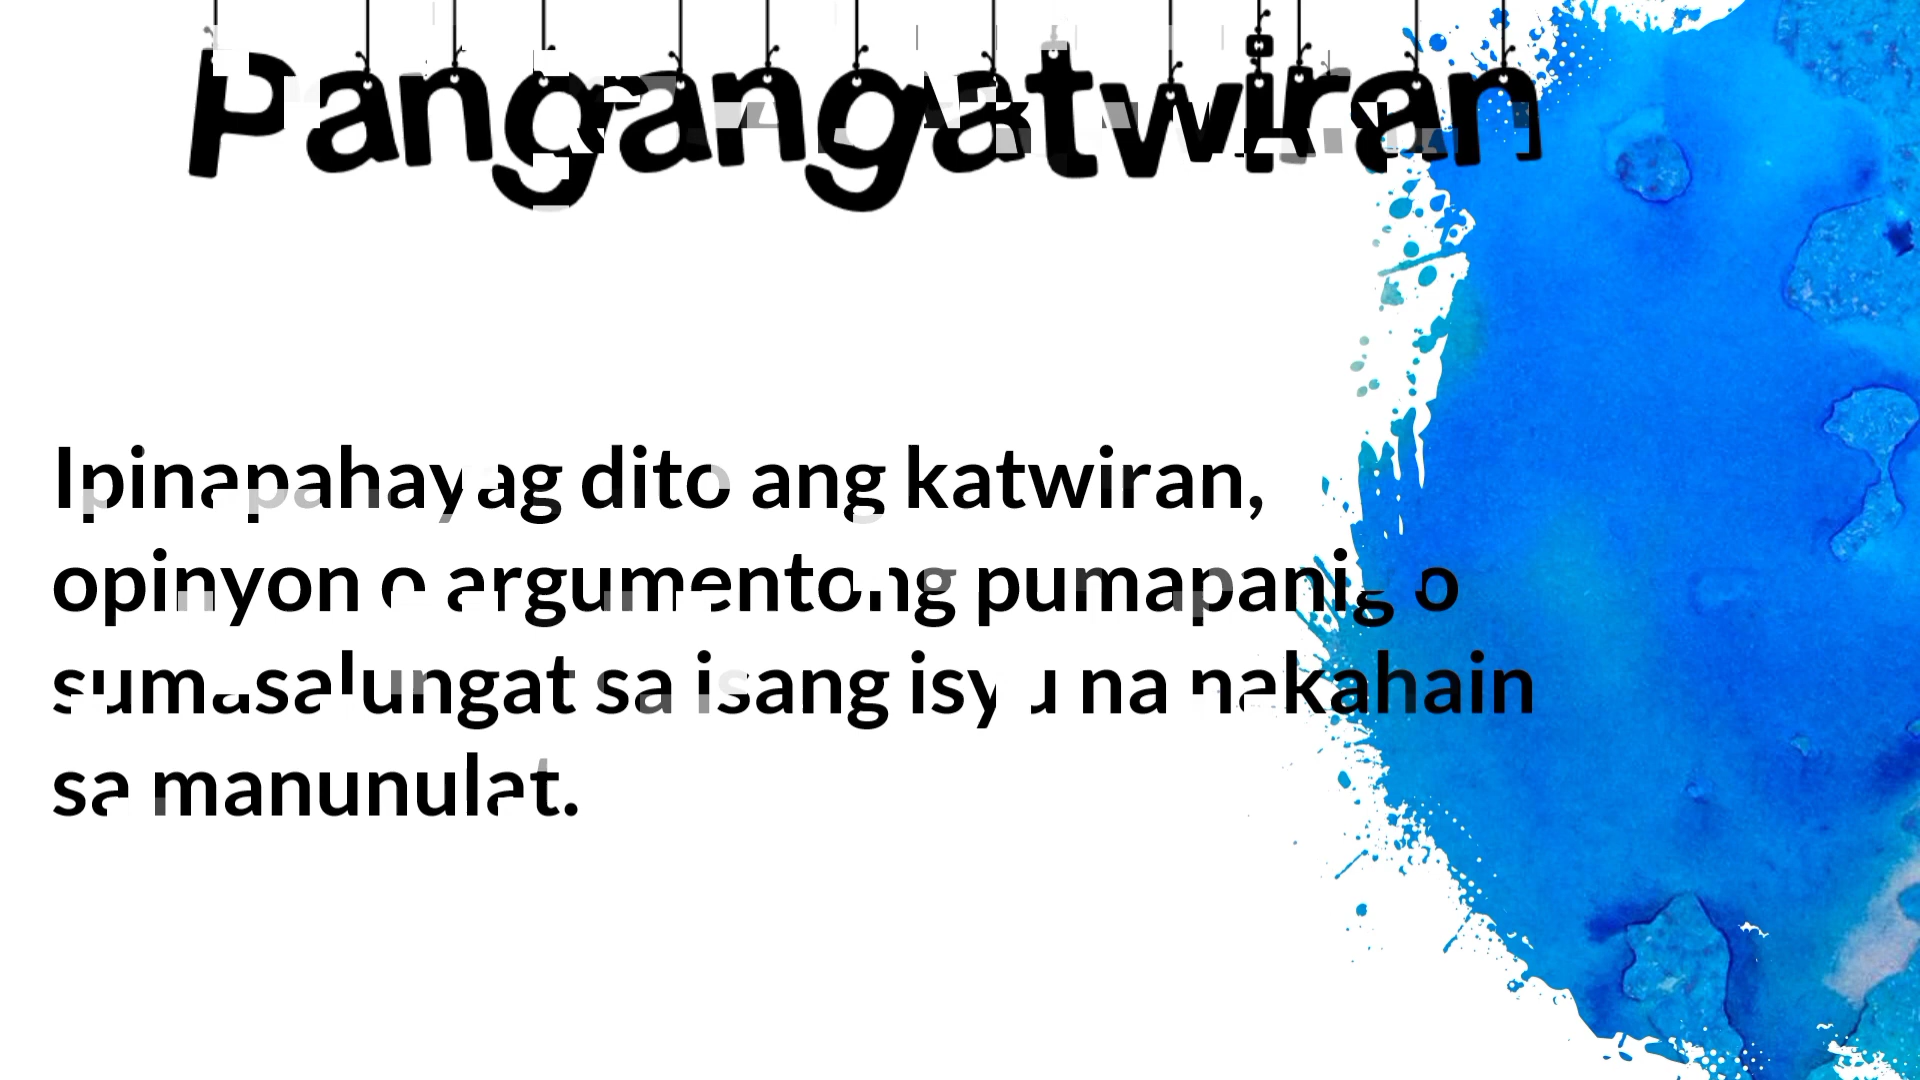 Pangangatwiran
Ipinapahayag dito ang katwiran,
opinyon o argumentong pumapanig o
sumasalungat sa isang isyu na nakahain
sa manunulat.